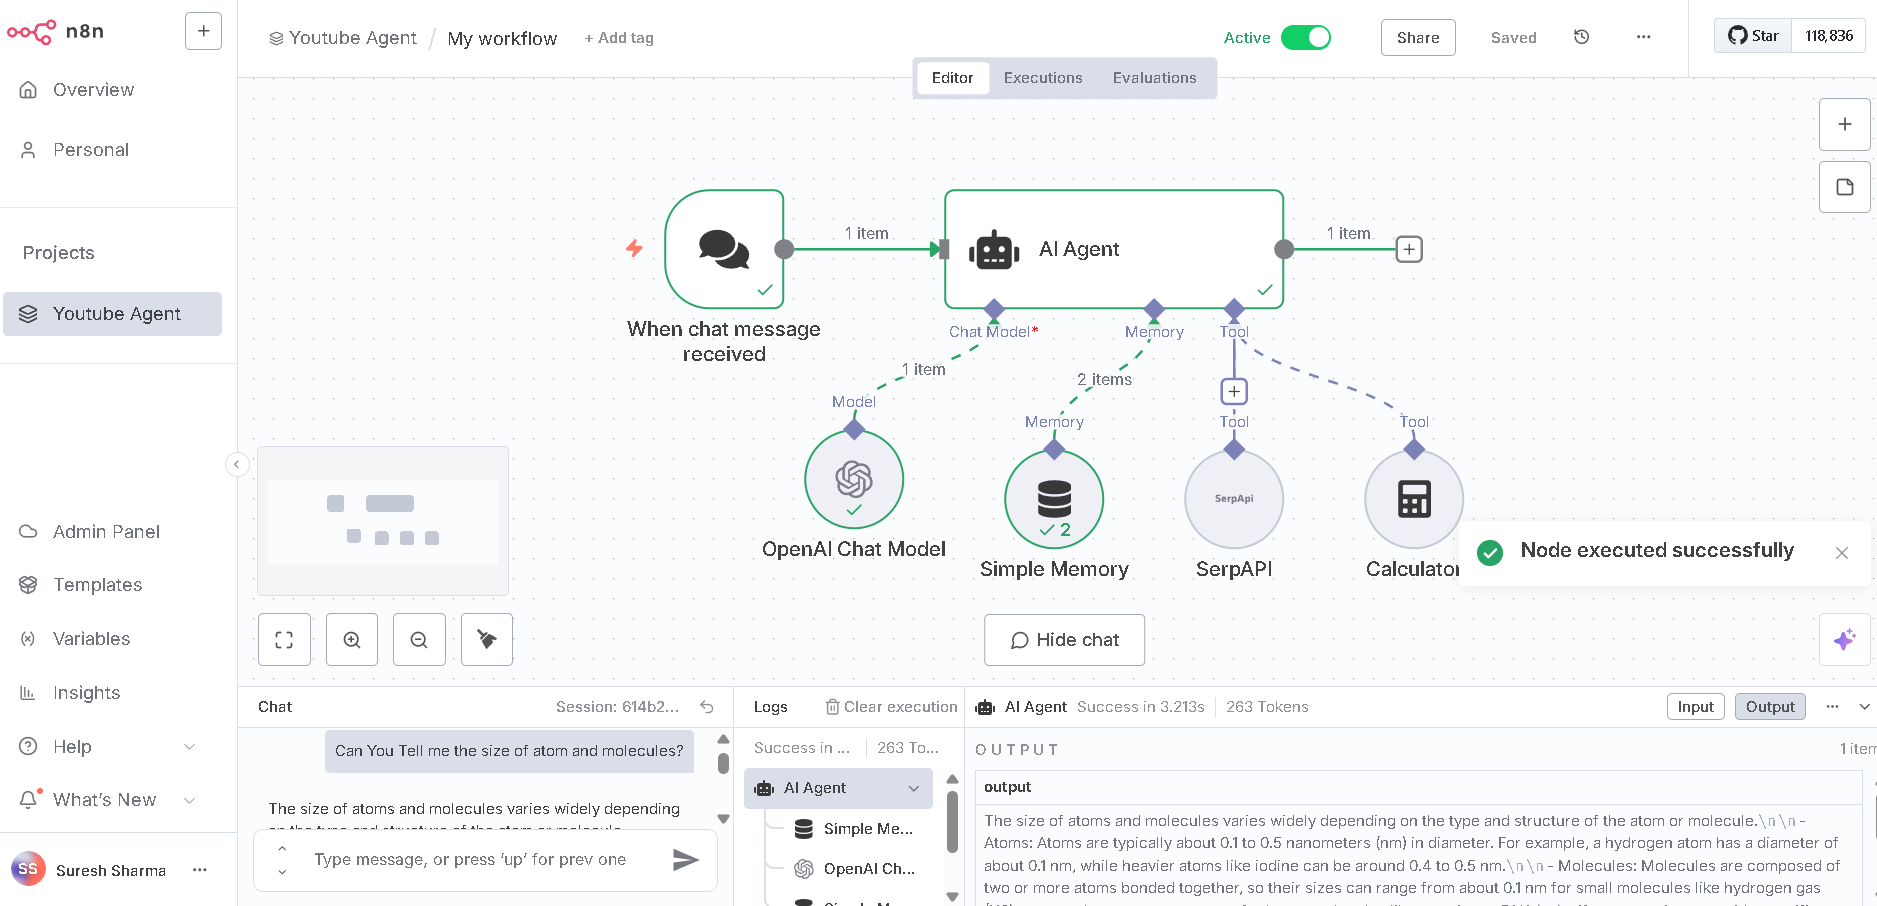 n8n
Overview
Personal
Projects
Youtube Agent
Admin Panel
Templates
Variables
Insights
Help
What's New
SS
Suresh Sharma
Youtube Agent / My workflow + Add tag
Active
Share
Saved
Star 118,836
Editor Executions Evaluations
1 item
AI Agent
1 item
When chat message
received
Chat Model*
Memory
Tool
1 item
2 items
Model
Memory
Tool
Tool
SerpApi
2
OpenAI Chat Model
Simple Memory
SerpAPI
Calculator
Node executed successfully
Hide chat
Chat
Session: 614b2...
Can You Tell me the size of atom and molecules?
The size of atoms and molecules varies widely depending
on the type and structure of the atom or molecule.
Type message, or press ‘up’ for prev one
Logs
Clear execution
Success in ... 263 To...
AI Agent
Simple Me...
OpenAI Ch...
AI Agent Success in 3.213s 263 Tokens
Input Output
OUTPUT
1 item
output
The size of atoms and molecules varies widely depending on the type and structure of the atom or molecule.\n\n -
Atoms: Atoms are typically about 0.1 to 0.5 nanometers (nm) in diameter. For example, a hydrogen atom has a diameter of
about 0.1 nm, while heavier atoms like iodine can be around 0.4 to 0.5 nm.\n\n - Molecules: Molecules are composed of
two or more atoms bonded together, so their sizes can range from about 0.1 nm for small molecules like hydrogen gas